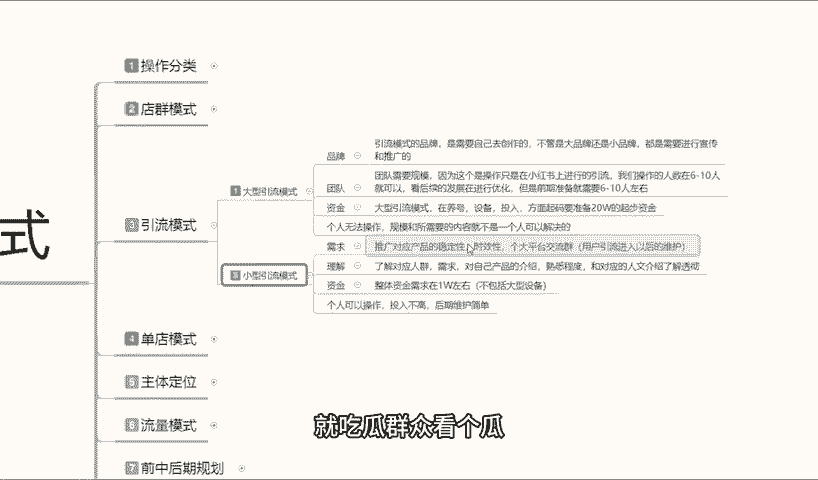 式
1 操作分类
2 店群模式
3 引流模式
1 大型引流模式
品牌
引流模式的品牌，是需要自己去创作的，不管是大品牌还是小品牌，都是需要进行宣传
和推广的
团队
团队需要规模，因为这个是操作只是在小红书上进行的引流，我们操作的人数在6-10人
就可以，看后续的发展在进行优化，但是前期准备就需要6-10人左右
资金
大型引流模式，在养号，设备，投入，方面起码要准备20W的起步资金
个人无法操作，规模和所需要的内容就不是一个人可以解决的
小型引流模式
需求
推广对应产品的稳定性，时效性，个大平台交流群（用户引流进入以后的维护）
理解
了解对应人群，需求，对自己产品的介绍，熟悉程度，和对应的人文介绍了解透彻
资金
整体资金需求在1W左右（不包括大型设备）
个人可以操作，投入不高，后期维护简单
4 单店模式
5 主体定位
6 流量模式
7 前中后期规划
就吃瓜群众看个瓜